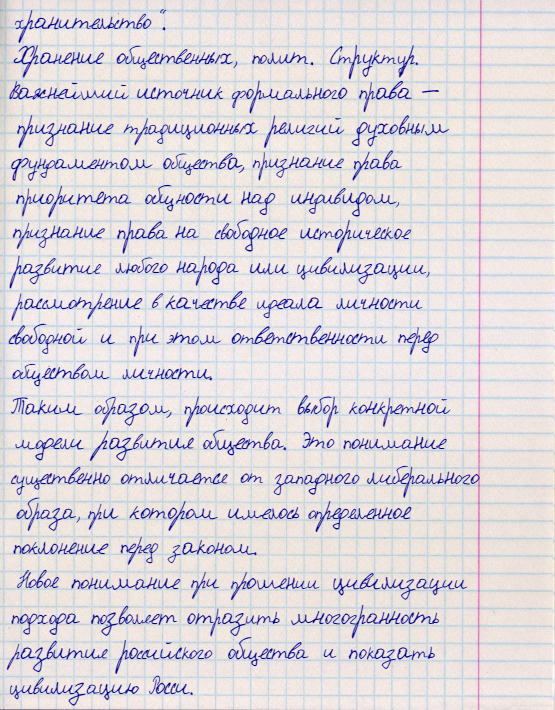 хранительство".
Хранение общественных, полит. Структур.
Важнейший источник формального права —
признание традиционных религий духовным
фундаментом общества, признание права
приоритета общности над индивидом,
признание права на свободное историческое
развитие любого народа или цивилизации,
рассмотрение в качестве идеала личности
свободной и при этом ответственности перед
обществом личности.
Таким образом, происходит выбор конкретной
модели развития общества. Это понимание
существенно отличается от западного либерального
образа, при котором имелось определенное
поклонение перед законом.
Новое понимание при прошении цивилизации
подхода позволяет отразить многогранность
развития российского общества и показать
цивилизацию Росси.